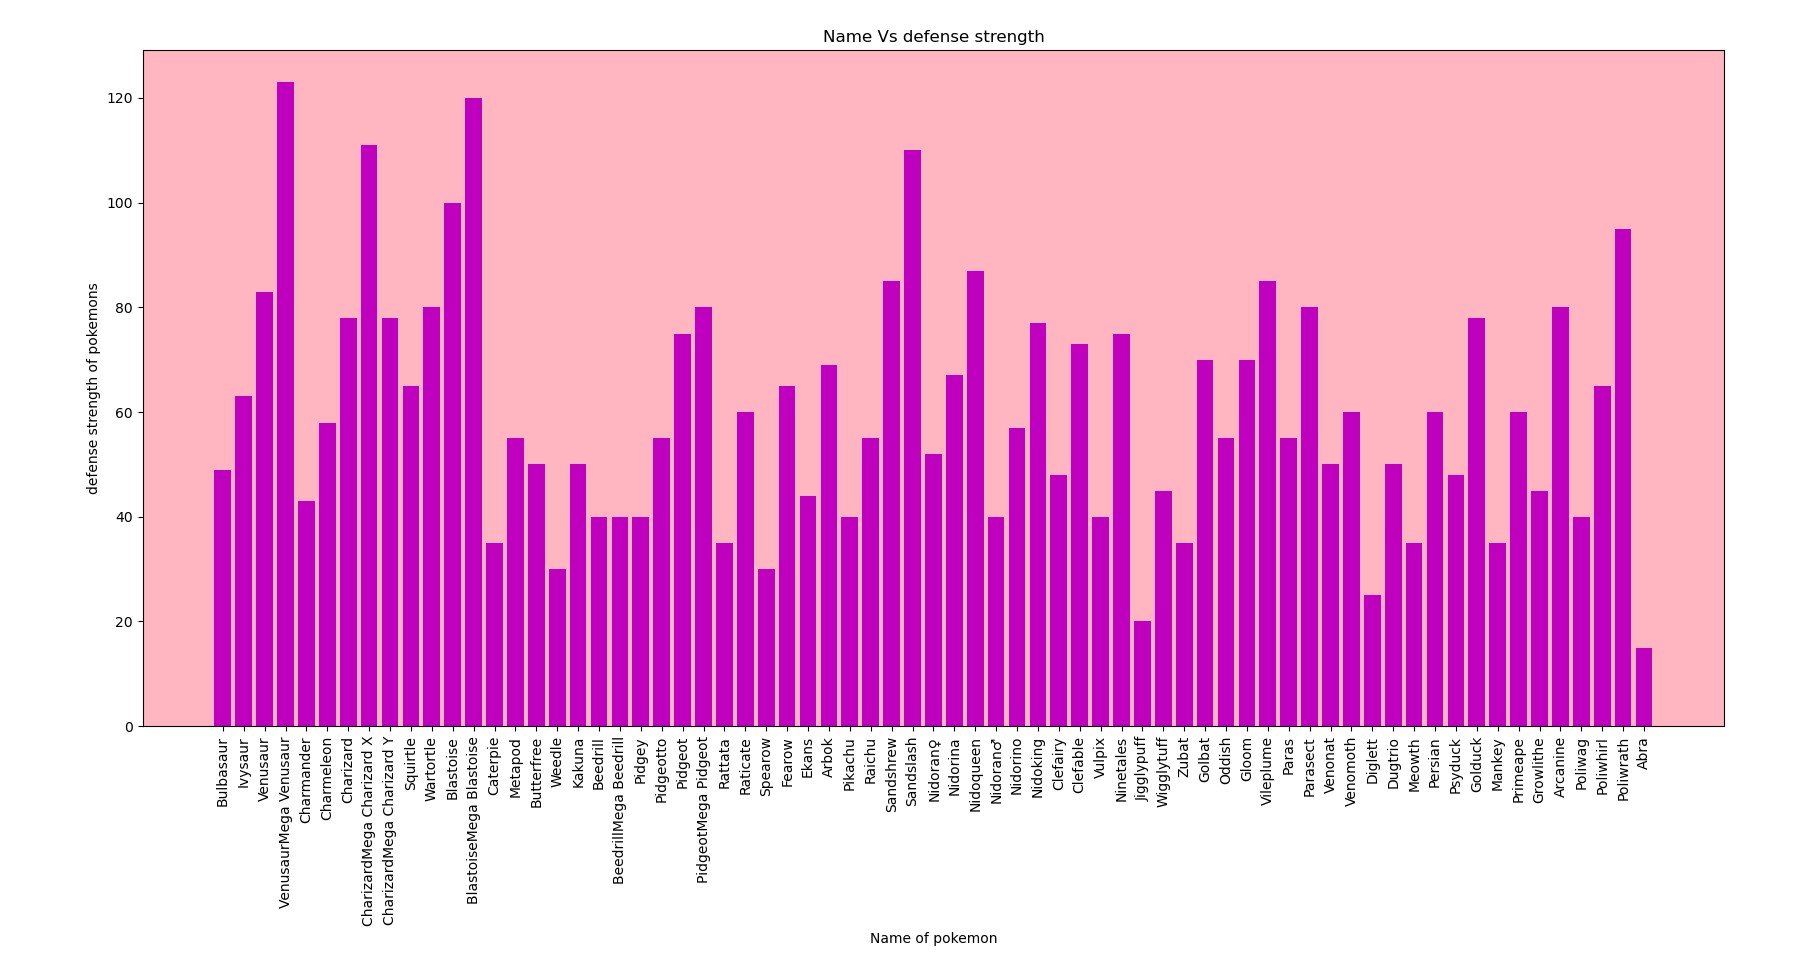 Name Vs defense strength
defense strength of pokemons
120
100
80
60
40
20
0
Bulbasaur
Ivysaur
Venusaur
VenusaurMega Venusaur
Charmander
Charmeleon
Charizard
CharizardMega Charizard X
CharizardMega Charizard Y
Squirtle
Wartortle
Blastoise
BlastoiseMega Blastoise
Caterpie
Metapod
Butterfree
Weedle
Kakuna
Beedrill
BeedrillMega Beedrill
Pidgey
Pidgeotto
Pidgeot
PidgeotMega Pidgeot
Rattata
Raticate
Spearow
Fearow
Ekans
Arbok
Pikachu
Raichu
Sandshrew
Sandslash
Nidoran♀
Nidorina
Nidoqueen
Nidoran♂
Nidorino
Nidoking
Clefairy
Clefable
Vulpix
Ninetales
Jigglypuff
Wigglytuff
Zubat
Golbat
Oddish
Gloom
Vileplume
Paras
Parasect
Venonat
Venomoth
Diglett
Dugtrio
Meowth
Persian
Psyduck
Golduck
Mankey
Primeape
Growlithe
Arcanine
Poliwag
Poliwhirl
Poliwrath
Abra
Name of pokemon